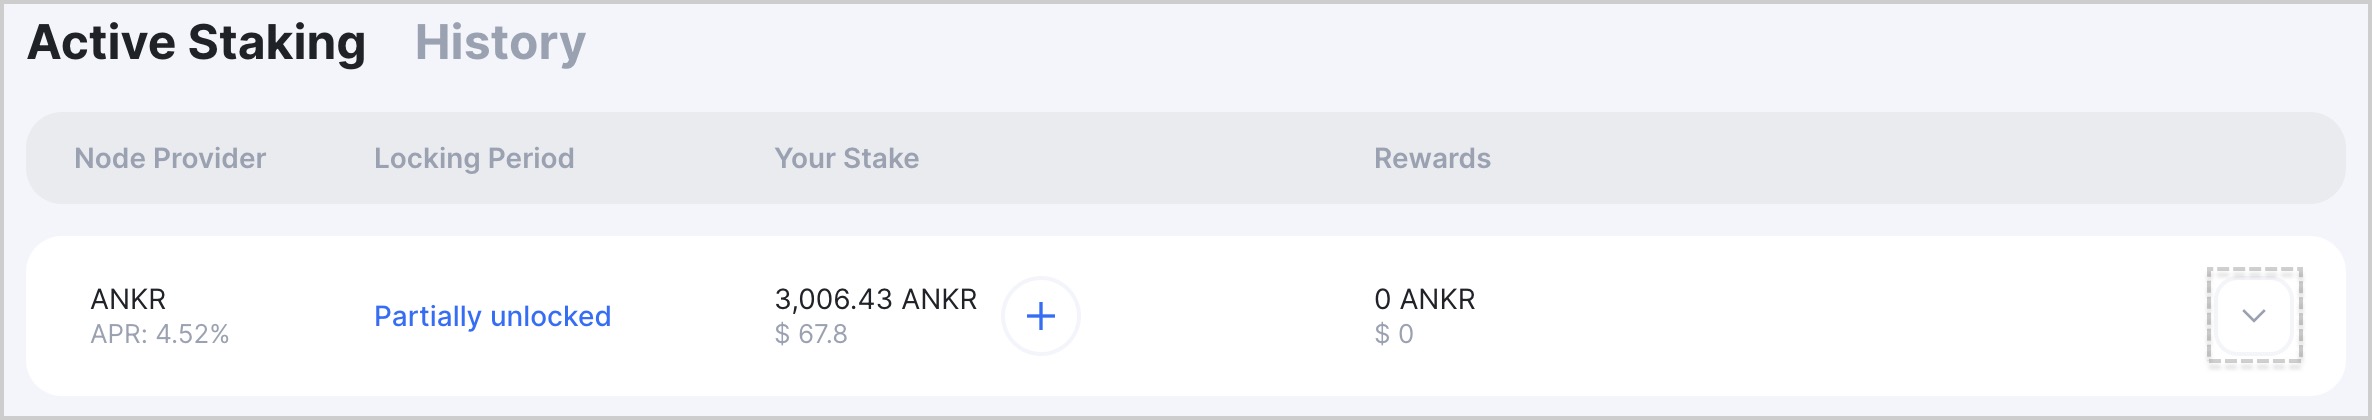 Active Staking History
Node Provider Locking Period Your Stake Rewards
ANKR
APR: 4.52%
Partially unlocked
3,006.43 ANKR
$ 67.8
0 ANKR
$ 0